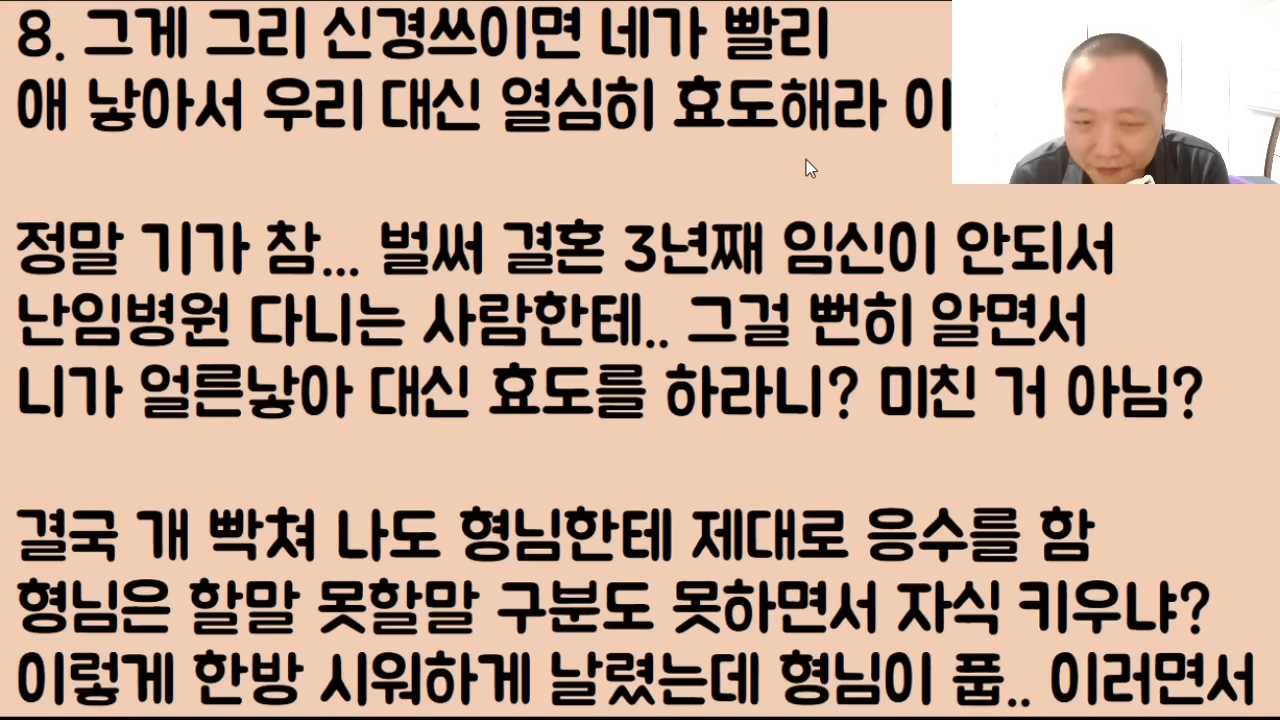 8. 그게 그리 신경쓰이면 네가 빨리
애 낳아서 우리 대신 열심히 효도해라 이
정말 기가 참... 벌써 결혼 3년째 임신이 안되서
난임병원 다니는 사람한테.. 그걸 뻔히 알면서
니가 얼른낳아 대신 효도를 하라니? 미친 거 아님?
결국 개 빡쳐 나도 형님한테 제대로 응수를 함
형님은 할말 못할말 구분도 못하면서 자식 키우냐?
이렇게 한방 시워하게 날렸는데 형님이 풉.. 이러면서